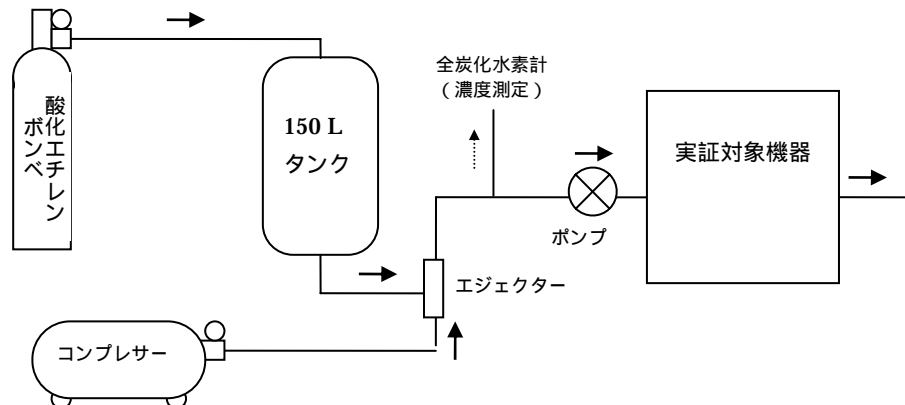 酸化エチレン
ボンベ
150 L
タンク
全炭化水素計
（濃度測定）
ポンプ
実証対象機器
エジェクター
コンプレサー